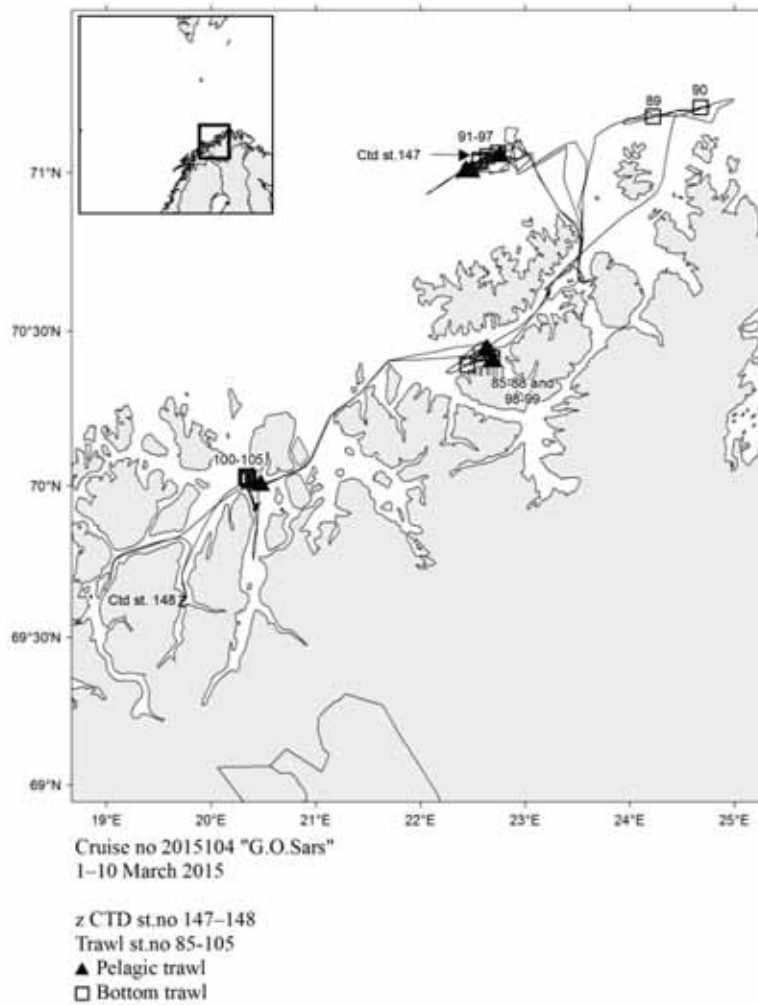 89
90
91-97
Ctd st.147
71°N
70°30'N
85-88 and
98-99
100-105
70°N
Ctd st. 148 z
69°30'N
69°N
19°E 20°E 21°E 22°E 23°E 24°E 25°E
Cruise no 2015104 "G.O.Sars"
1–10 March 2015
z CTD st.no 147–148
Trawl st.no 85-105
▲ Pelagic trawl
□ Bottom trawl